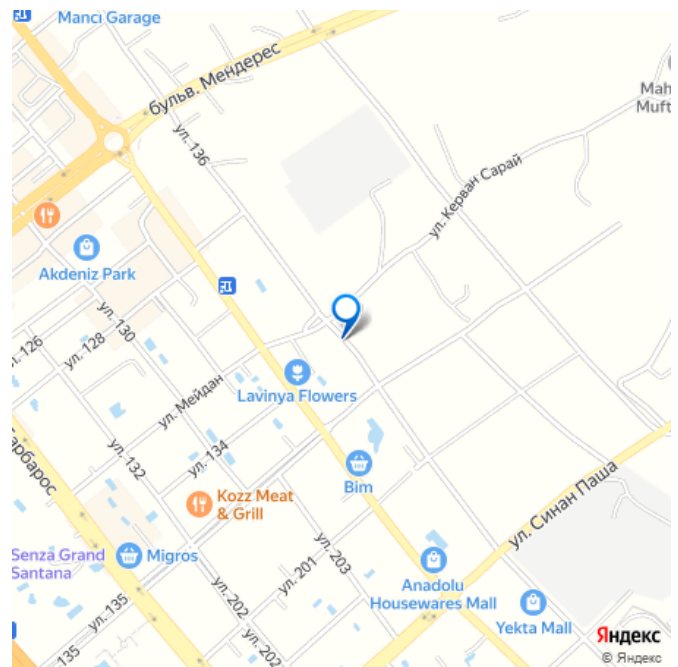 Manci Garage
бульв. Мендерес
ул. 136
Mah
Muft
ул. Керван Сарай
Akdeniz Park
ул. 130
ул. 128
ул. 126
Lavinya Flowers
ул. Мейдан
ул. 134
ул. 132
арбарос
Bim
ул. Синан Паша
Kozz Meat
& Grill
Senza Grand
Santana
Migros
ул. 203
ул. 201
Anadolu
Housewares Mall
ул. 202
ул. 135
Yekta Mall
ул. 202
135
Яндекс
© Яндекс